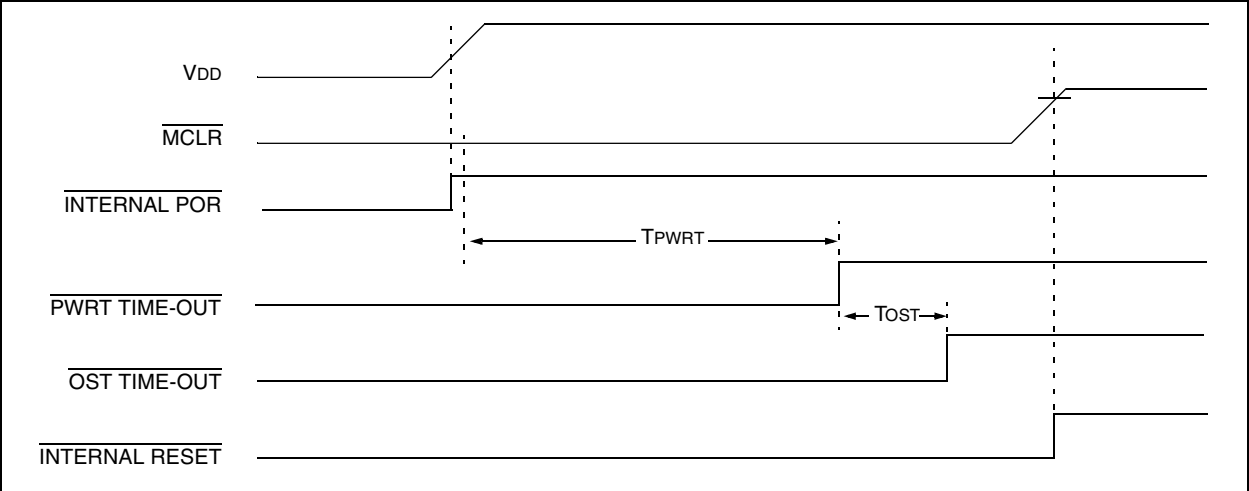 VDD
MCLR
INTERNAL POR
TPWRT
PWRT TIME-OUT
TOST
OST TIME-OUT
INTERNAL RESET